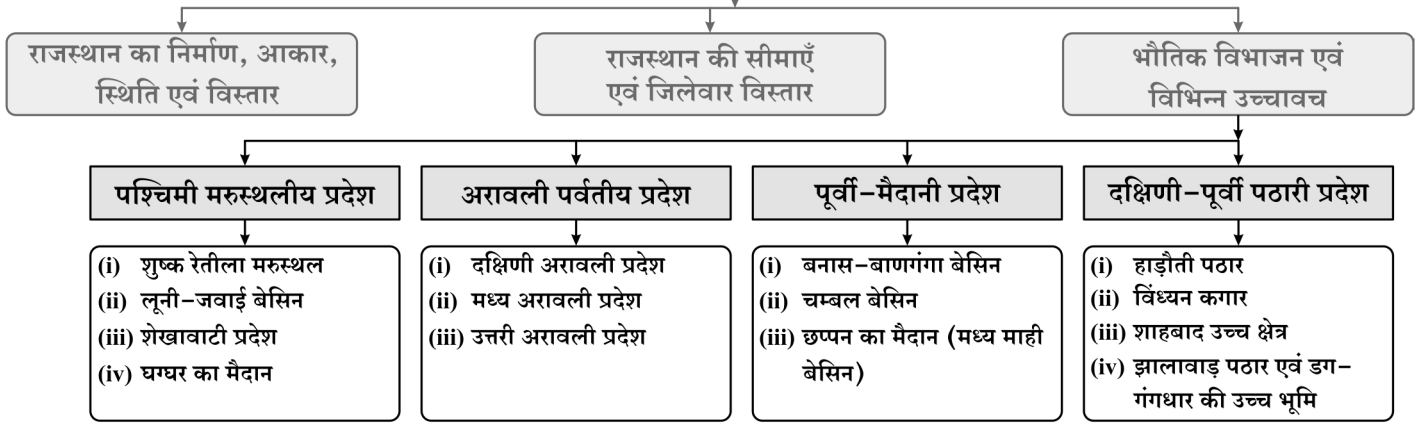 राजस्थान का निर्माण, आकार,
स्थिति एवं विस्तार
राजस्थान की सीमाएँ
एवं जिलेवार विस्तार
भौतिक विभाजन एवं
विभिन्न उच्चावच
पश्चिमी मरुस्थलीय प्रदेश
(i) शुष्क रेतीला मरुस्थल
(ii) लूनी-जवाई बेसिन
(iii) शेखावाटी प्रदेश
(iv) घग्घर का मैदान
अरावली पर्वतीय प्रदेश
(i) दक्षिणी अरावली प्रदेश
(ii) मध्य अरावली प्रदेश
(iii) उत्तरी अरावली प्रदेश
पूर्वी-मैदानी प्रदेश
(i) बनास-बाणगंगा बेसिन
(ii) चम्बल बेसिन
(iii) छप्पन का मैदान (मध्य माही
बेसिन)
दक्षिणी-पूर्वी पठारी प्रदेश
(i) हाड़ौती पठार
(ii) विंध्यन कगार
(iii) शाहबाद उच्च क्षेत्र
(iv) झालावाड़ पठार एवं डग-
गंगधार की उच्च भूमि